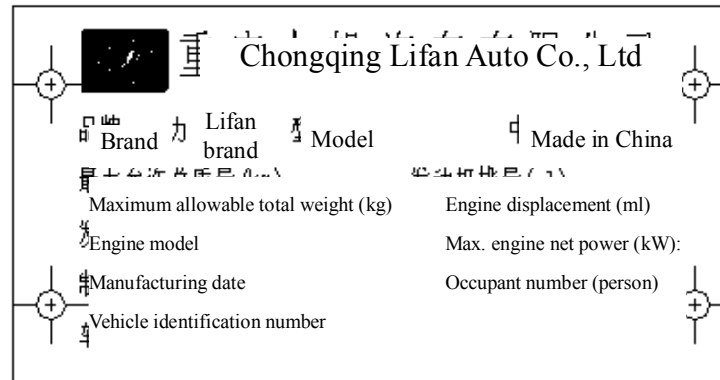 Chongqing Lifan Auto Co., Ltd
Brand Lifan brand Model Made in China
Maximum allowable total weight (kg) Engine displacement (ml)
Engine model Max. engine net power (kW):
Manufacturing date Occupant number (person)
Vehicle identification number